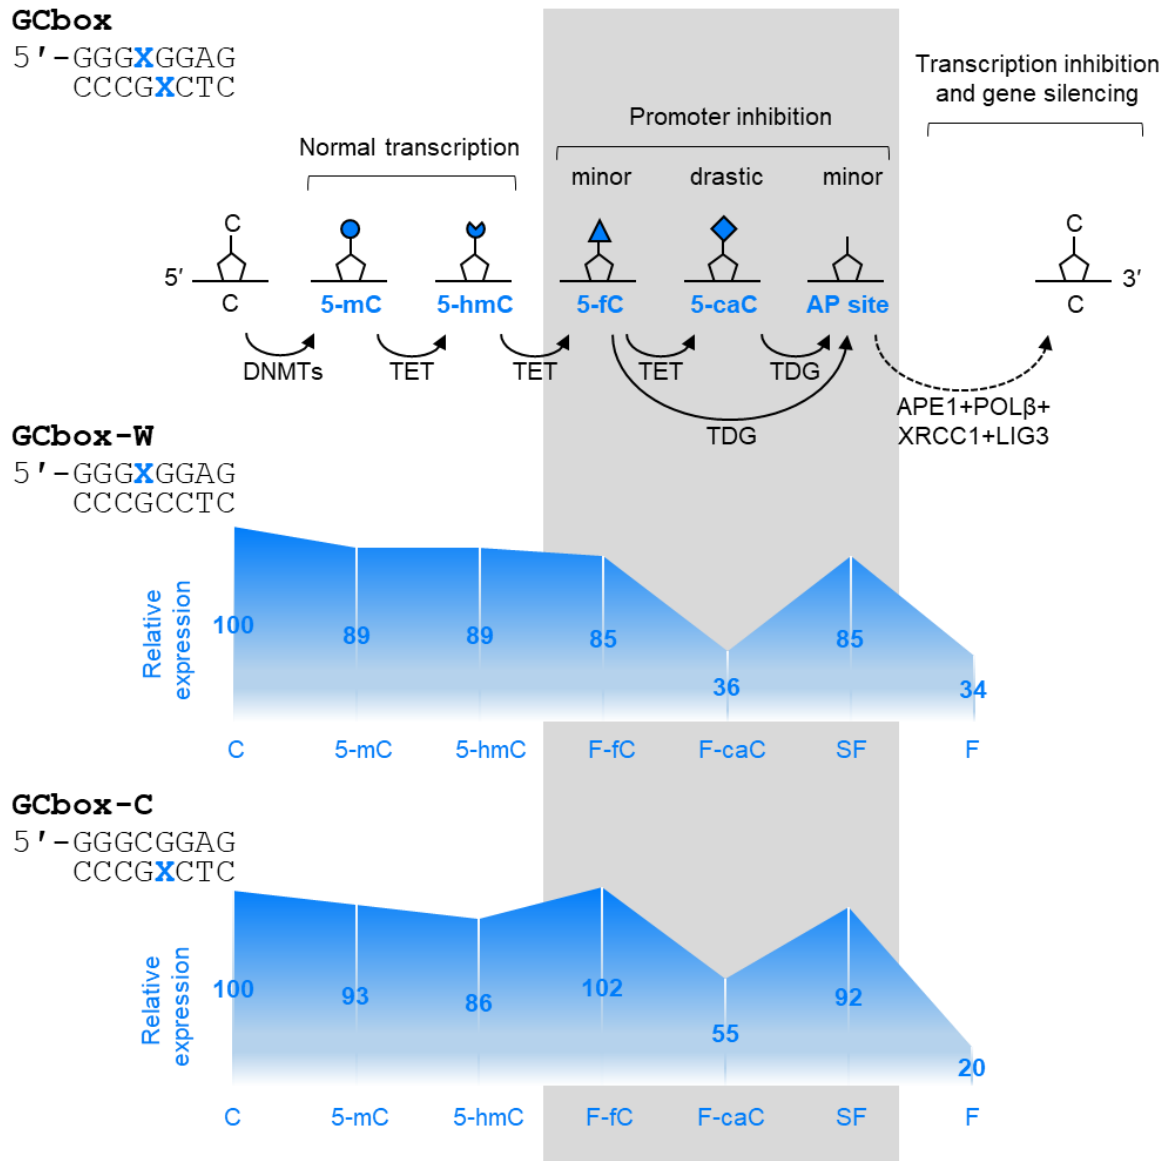 GCbox
5′-GGGXGGAG
CCCGXCTC
Transcription inhibition
and gene silencing
Promoter inhibition
Normal transcription
minor drastic minor
C C
5′ 3′
C 5-mC 5-hmC 5-fC 5-caC AP site C
DNMTs TET TET TET TDG
TDG
APE1+POLβ+
XRCC1+LIG3
GCbox-W
5′-GGGXGGAG
CCCGCCTC
Relative
expression
100 89 89 85 36 85 34
C 5-mC 5-hmC F-fC F-caC SF F
GCbox-C
5′-GGGCGGAG
CCCGXCTC
Relative
expression
100 93 86 102 55 92 20
C 5-mC 5-hmC F-fC F-caC SF F